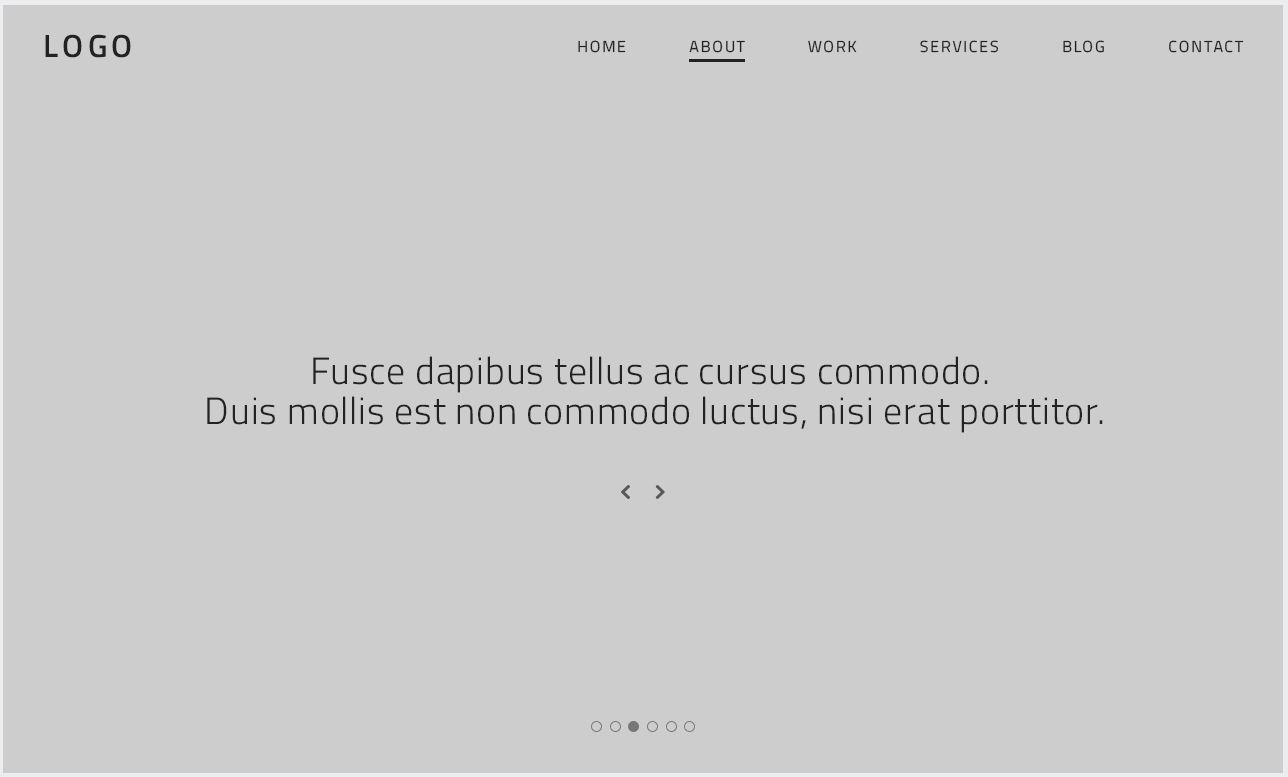 LOGO
HOME ABOUT WORK SERVICES BLOG CONTACT
Fusce dapibus tellus ac cursus commodo.
Duis mollis est non commodo luctus, nisi erat porttitor.